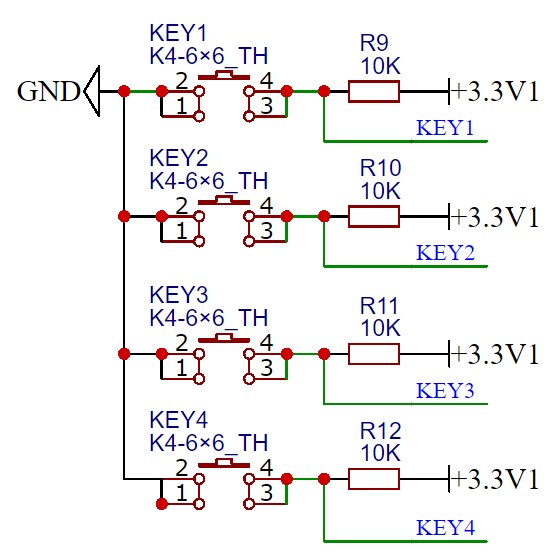 KEY1
K4-6×6_TH
R9
10K
GND
2
4
+3.3V1
1
3
KEY1
KEY2
K4-6×6_TH
R10
10K
2
4
+3.3V1
1
3
KEY2
KEY3
K4-6×6_TH
R11
10K
2
4
+3.3V1
1
3
KEY3
KEY4
K4-6×6_TH
R12
10K
2
4
+3.3V1
1
3
KEY4